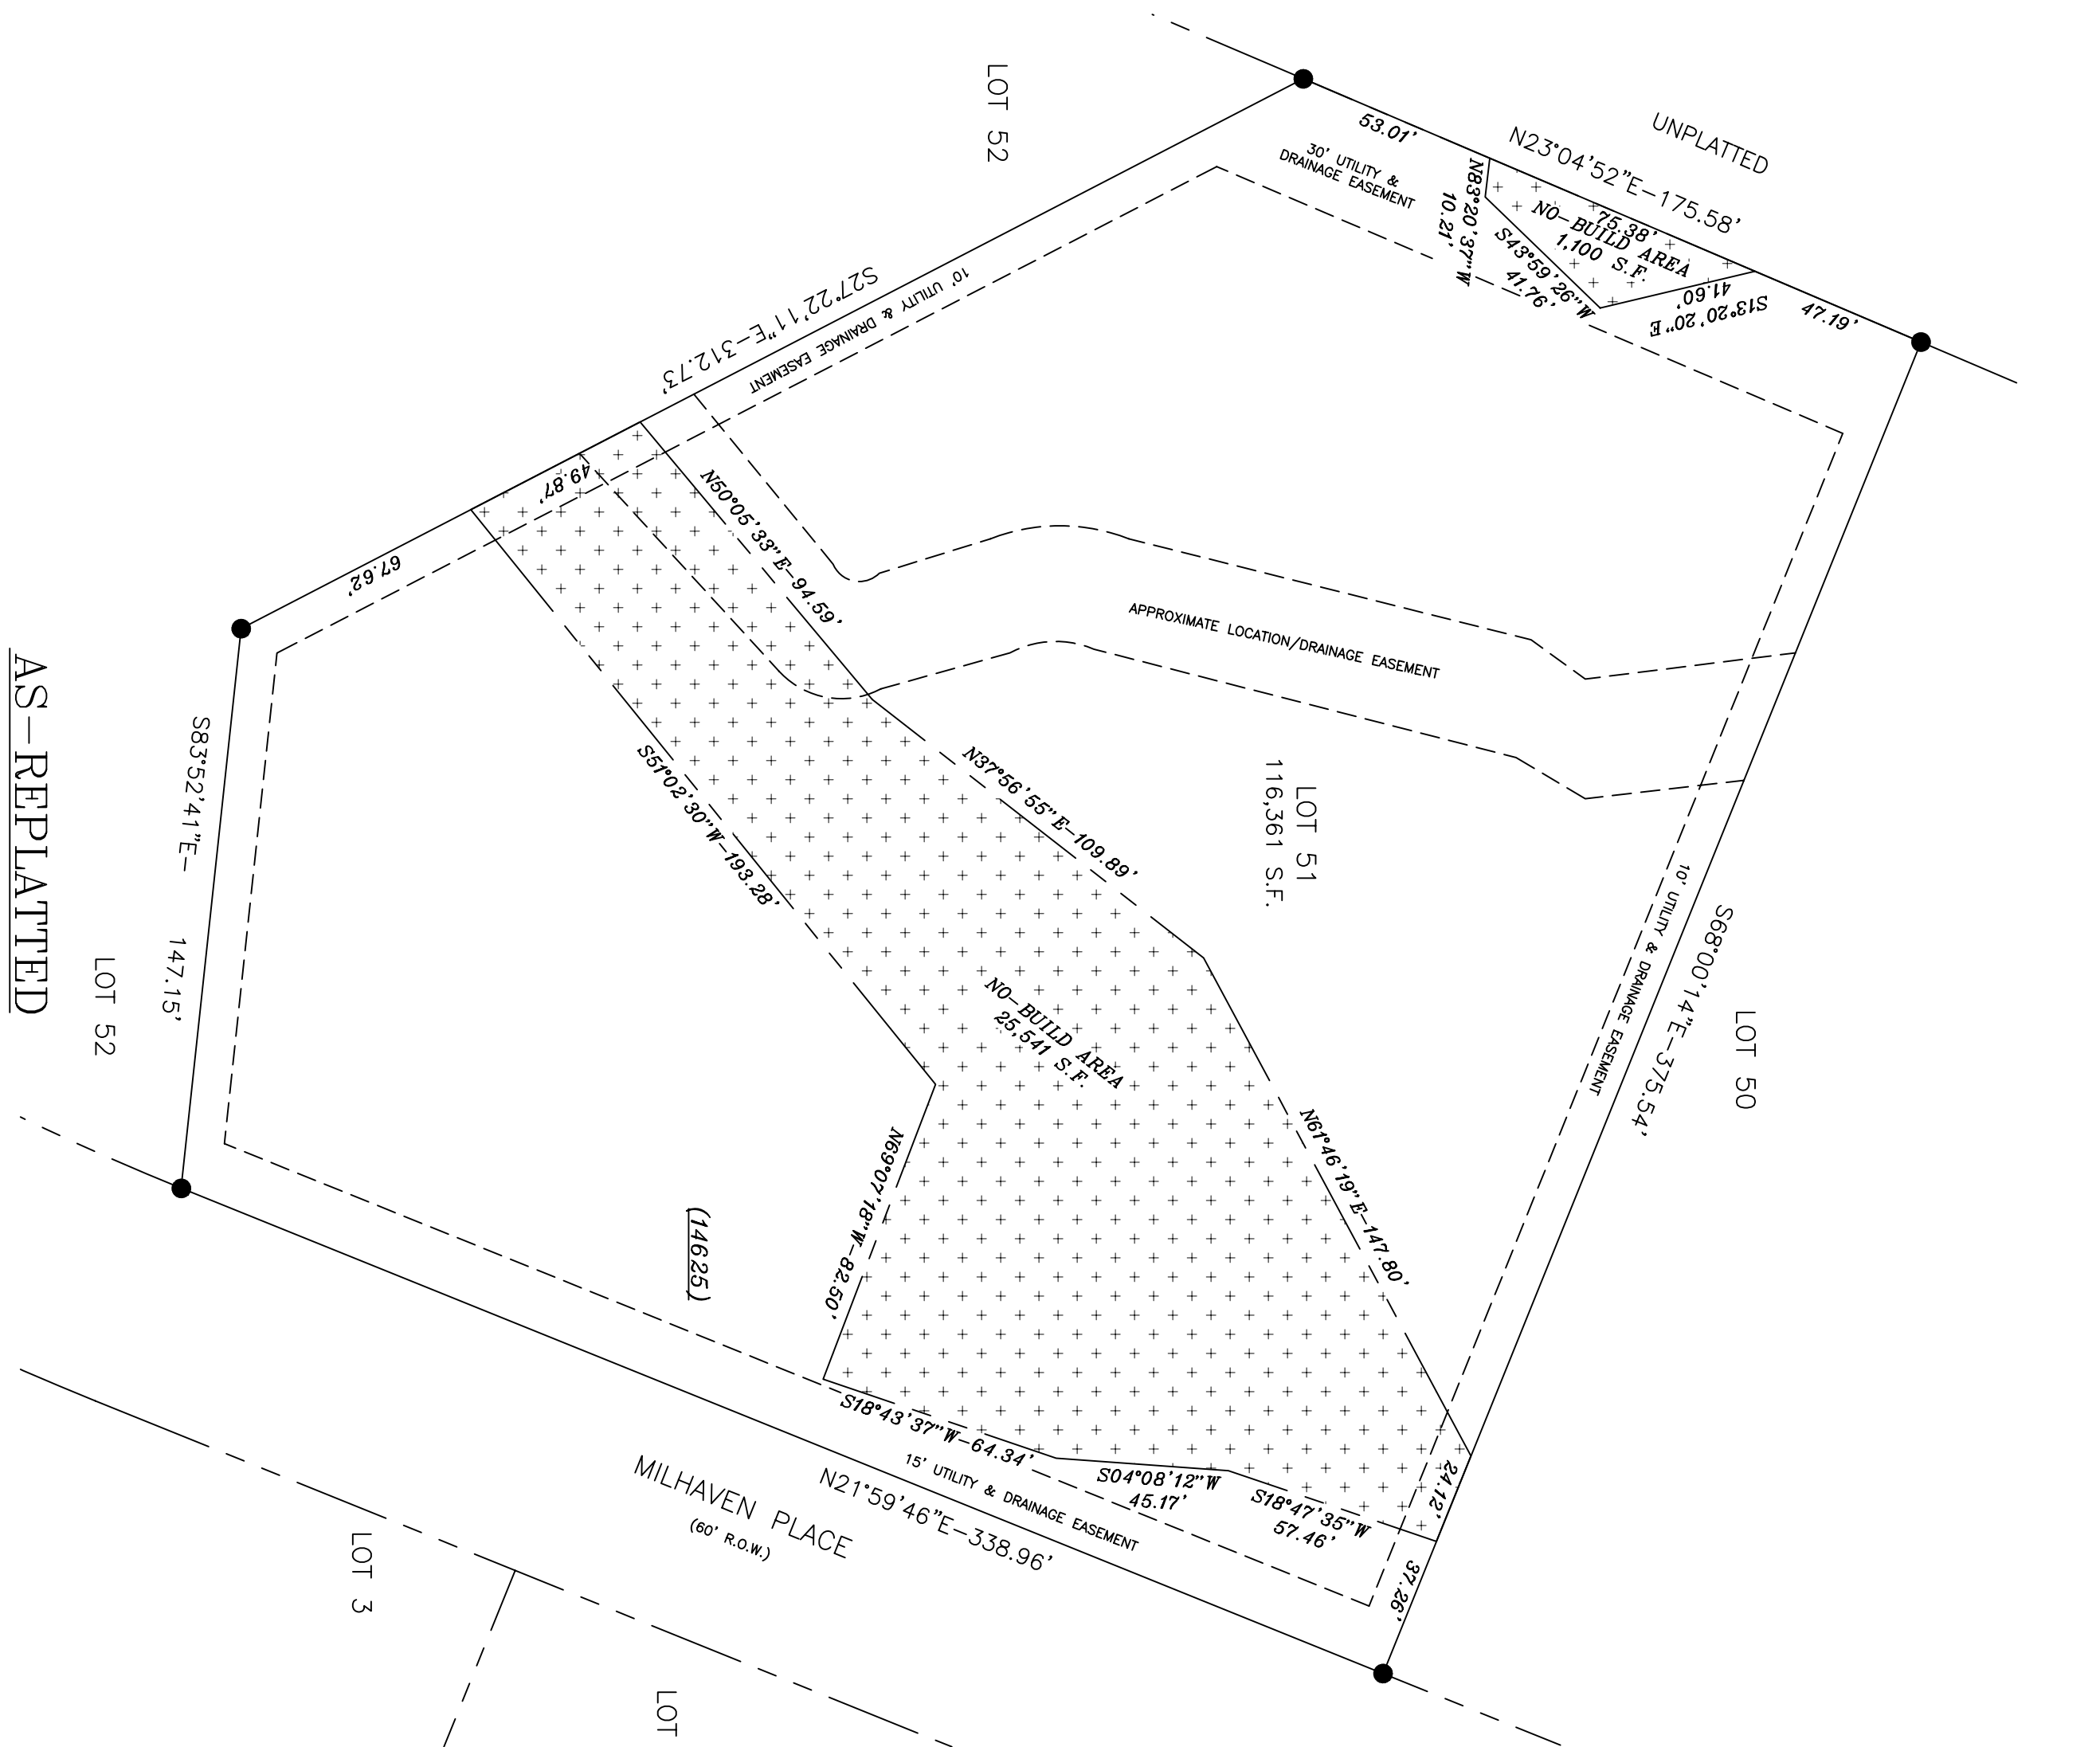 UNPLATTED
N23°04'52"E-175.58'
53.01'
30' UTILITY &
DRAINAGE EASEMENT
N83°20'37"W
10.21'
75.38'
NO-BUILD AREA
1,100 S.F.
S43°59'26"W
41.76'
S13°20'20"E
41.60'
47.19'
LOT 52
S27°22'11"E-312.73'
10' UTILITY & DRAINAGE EASEMENT
49.87'
67.62'
N50°05'33"E-94.59'
APPROXIMATE LOCATION/DRAINAGE EASEMENT
LOT 51
116,361 S.F.
N37°56'55"E-109.89'
S51°02'30"W-193.28'
NO-BUILD AREA
25,541 S.F.
N61°46'19"E-147.80'
N69°07'18"W-82.50'
S18°43'37"W-64.34'
S04°08'12"W
45.17'
S18°47'35"W
57.46'
24.12'
37.26'
10' UTILITY & DRAINAGE EASEMENT
S68°00'14"E-375.54'
LOT 50
AS-REPLATTED
S83°52'41"E- 147.15'
LOT 52
(14625)
15' UTILITY & DRAINAGE EASEMENT
N21°59'46"E-338.96'
MILHAVEN PLACE
(60' R.O.W.)
LOT 3
LOT